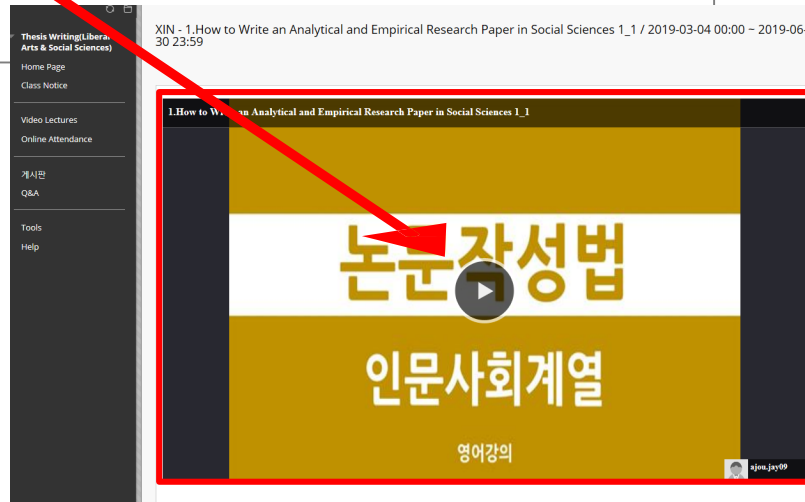 Thesis Writing(Liberal
Arts & Social Sciences)
Home Page
Class Notice
Video Lectures
Online Attendance
게시판
Q&A
Tools
Help
XIN - 1.How to Write an Analytical and Empirical Research Paper in Social Sciences 1_1 / 2019-03-04 00:00 ~ 2019-06-
30 23:59
1.How to W an Analytical and Empirical Research Paper in Social Sciences 1_1
논문작성법
인문사회계열
영어강의
ajou.jay09